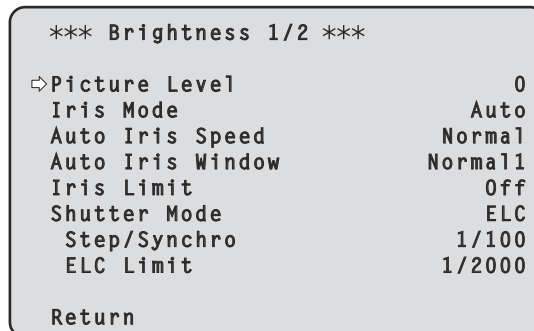 *** Brightness 1/2 ***
⇨Picture Level 0
Iris Mode Auto
Auto Iris Speed Normal
Auto Iris Window Normal1
Iris Limit Off
Shutter Mode ELC
Step/Synchro 1/100
ELC Limit 1/2000
Return